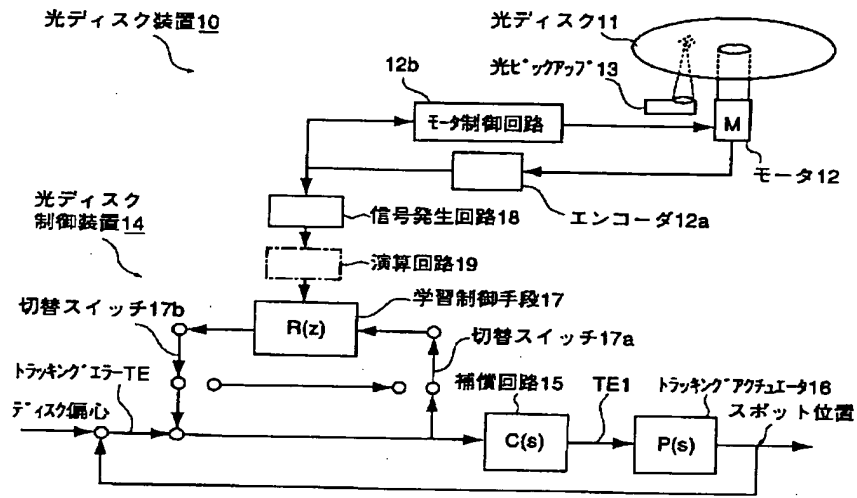 光ディスク装置10
光ディスク11
光ピックアップ13
12b
モータ制御回路
M
モータ12
エンコーダ12a
光ディスク
制御装置14
信号発生回路18
演算回路19
学習制御手段17
切替スイッチ17b
R(z)
切替スイッチ17a
トラッキングエラーTE
補償回路15
TE1
トラッキングアクチュエータ16
ディスク偏心
スポット位置
C(s)
P(s)